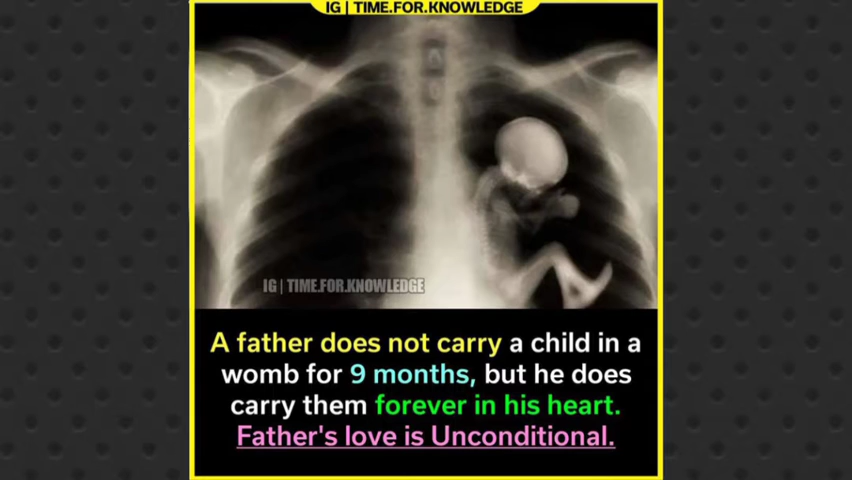 IG | TIME.FOR.KNOWLEDGE
IG | TIME.FOR.KNOWLEDGE
A father does not carry a child in a
womb for 9 months, but he does
carry them forever in his heart.
Father's love is Unconditional.